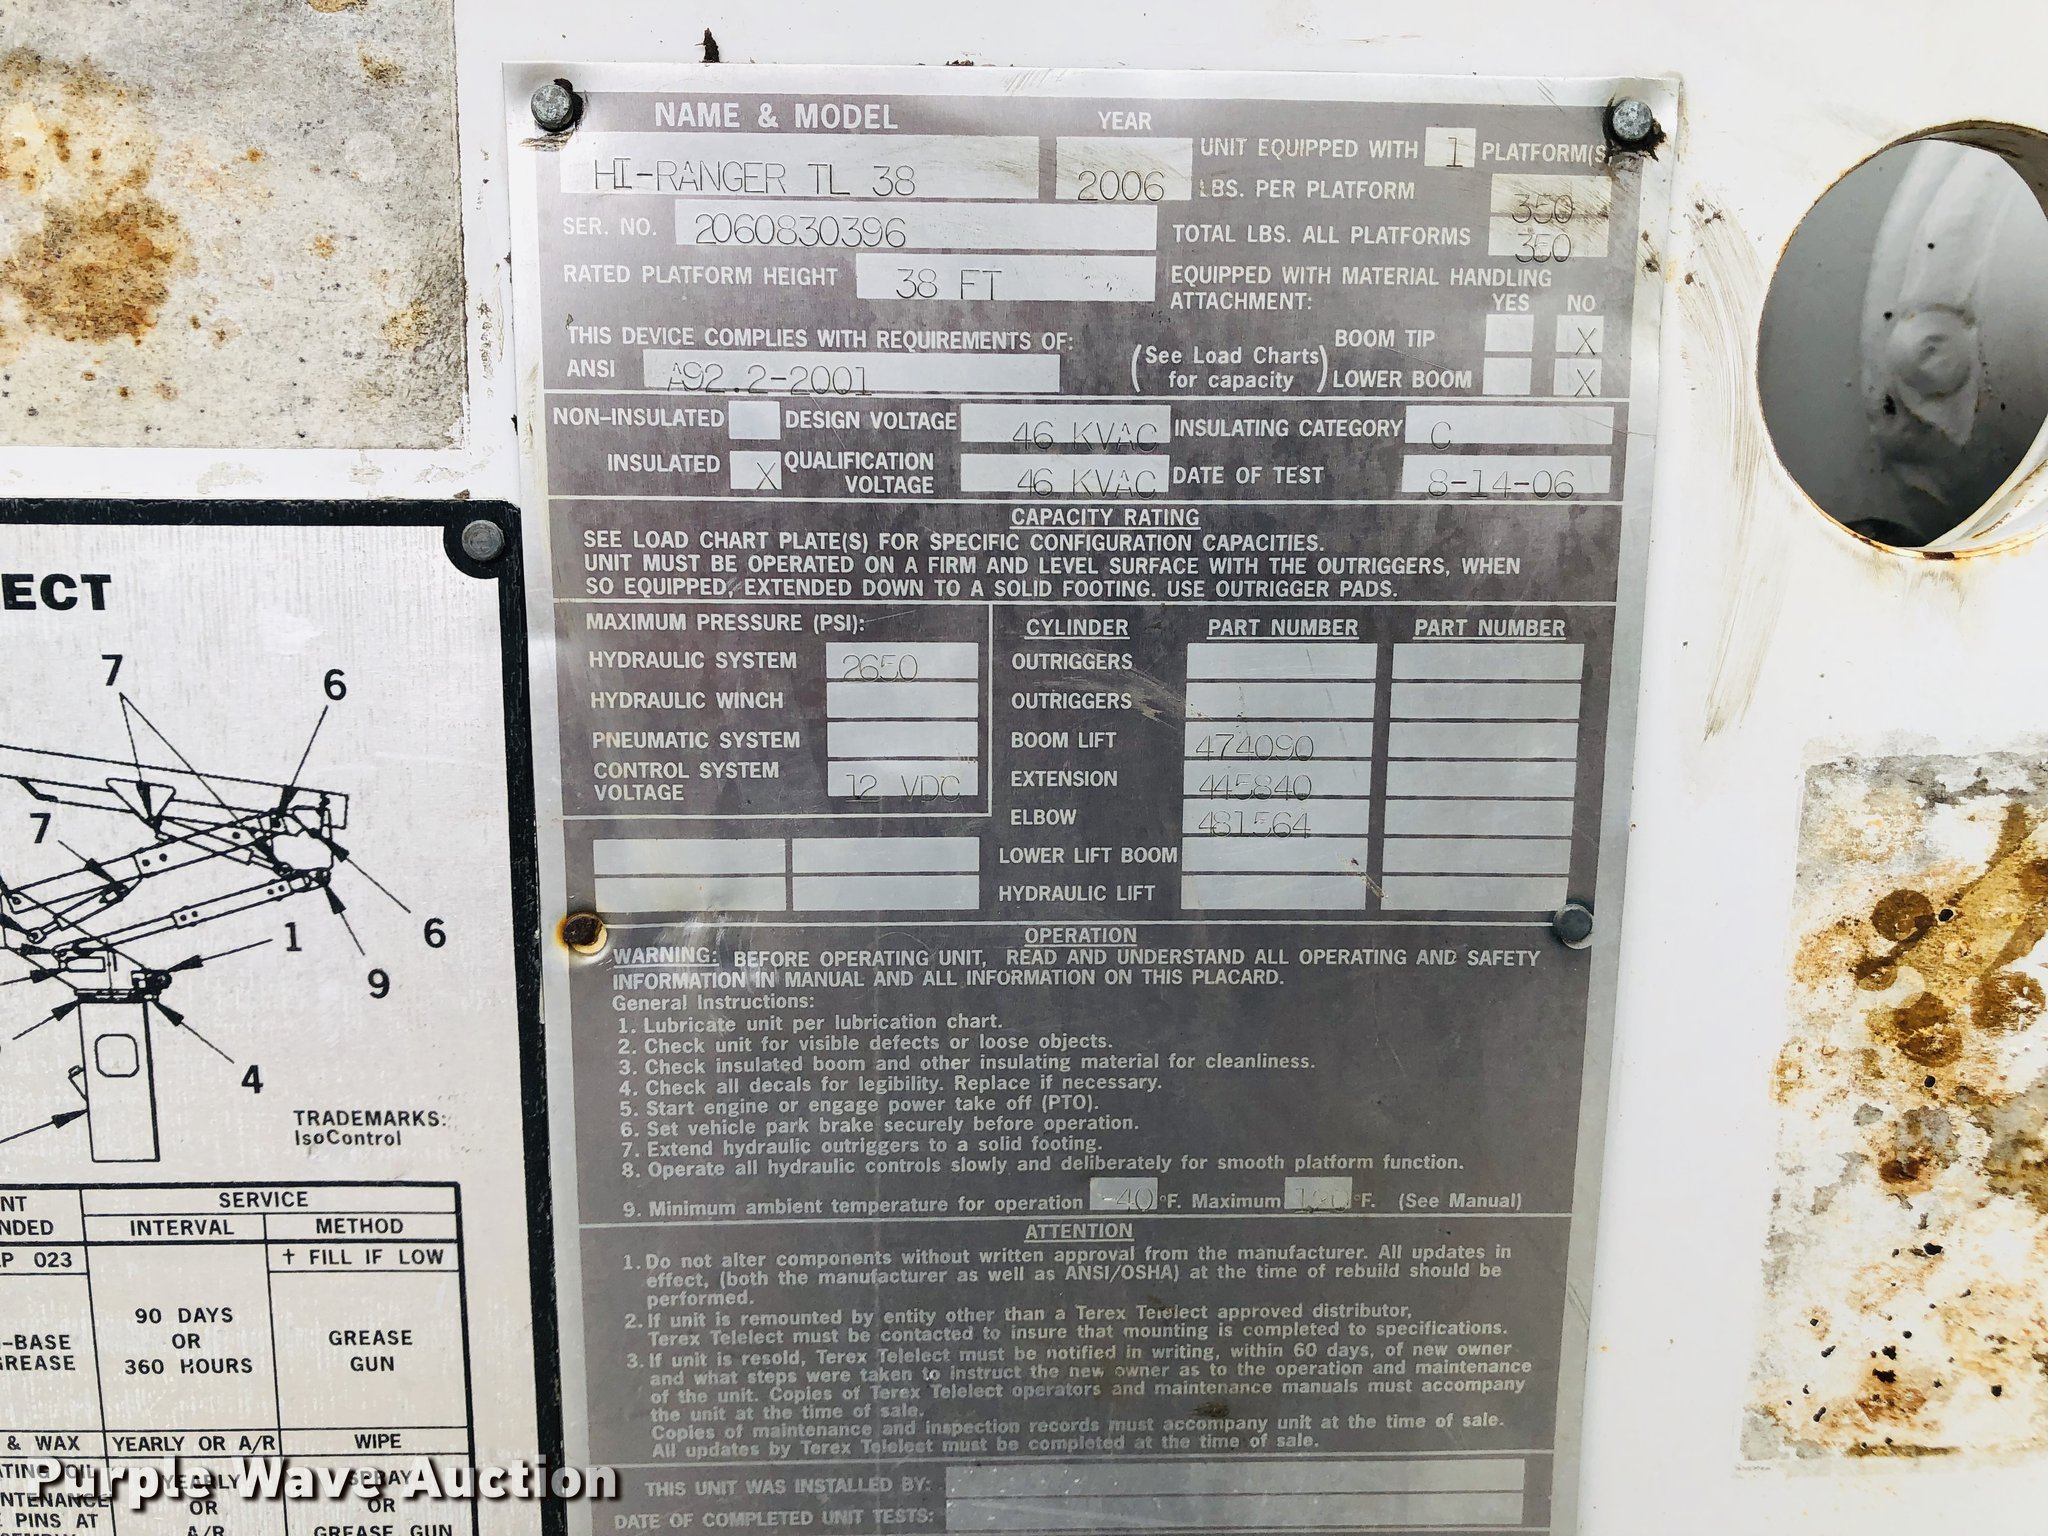 NAME & MODEL
YEAR
HI-RANGER TL 38
2006
UNIT EQUIPPED WITH 1 PLATFORM(S)
LBS. PER PLATFORM 350
SER. NO. 2060830396
TOTAL LBS. ALL PLATFORMS 350
RATED PLATFORM HEIGHT 38 FT
EQUIPPED WITH MATERIAL HANDLING
ATTACHMENT: YES NO
THIS DEVICE COMPLIES WITH REQUIREMENTS OF:
ANSI A92.2-2001
(See Load Charts
for capacity)
BOOM TIP X
LOWER BOOM X
NON-INSULATED DESIGN VOLTAGE 46 KVAC INSULATING CATEGORY C
INSULATED X QUALIFICATION
VOLTAGE 46 KVAC DATE OF TEST 8-14-06
CAPACITY RATING
SEE LOAD CHART PLATE(S) FOR SPECIFIC CONFIGURATION CAPACITIES.
UNIT MUST BE OPERATED ON A FIRM AND LEVEL SURFACE WITH THE OUTRIGGERS, WHEN
SO EQUIPPED, EXTENDED DOWN TO A SOLID FOOTING. USE OUTRIGGER PADS.
MAXIMUM PRESSURE (PSI):
HYDRAULIC SYSTEM 2650
HYDRAULIC WINCH
PNEUMATIC SYSTEM
CONTROL SYSTEM
VOLTAGE 12 VDC
CYLINDER PART NUMBER PART NUMBER
OUTRIGGERS
OUTRIGGERS
BOOM LIFT 474090
EXTENSION 445840
ELBOW 481564
LOWER LIFT BOOM
HYDRAULIC LIFT
OPERATION
WARNING: BEFORE OPERATING UNIT, READ AND UNDERSTAND ALL OPERATING AND SAFETY
INFORMATION IN MANUAL AND ALL INFORMATION ON THIS PLACARD.
General Instructions:
1. Lubricate unit per lubrication chart.
2. Check unit for visible defects or loose objects.
3. Check insulated boom and other insulating material for cleanliness.
4. Check all decals for legibility. Replace if necessary.
5. Start engine or engage power take off (PTO).
6. Set vehicle park brake securely before operation.
7. Extend hydraulic outriggers to a solid footing.
8. Operate all hydraulic controls slowly and deliberately for smooth platform function.
9. Minimum ambient temperature for operation -40 °F. Maximum °F. (See Manual)
ATTENTION
1. Do not alter components without written approval from the manufacturer. All updates in
effect, (both the manufacturer as well as ANSI/OSHA) at the time of rebuild should be
performed.
2. If unit is remounted by entity other than a Terex Telelect approved distributor,
Terex Telelect must be contacted to insure that mounting is completed to specifications.
3. If unit is resold, Terex Telelect must be notified in writing, within 60 days, of new owner
and what steps were taken to instruct the new owner as to the operation and maintenance
of the unit. Copies of Terex Telelect operators and maintenance manuals must accompany
the unit at the time of sale.
Copies of maintenance and inspection records must accompany unit at the time of sale.
All updates by Terex Telelect must be completed at the time of sale.
THIS UNIT WAS INSTALLED BY:
DATE OF COMPLETED UNIT TESTS:
ECT
7
6
7
6
1
9
4
TRADEMARKS:
IsoControl
NT SERVICE
NDED INTERVAL METHOD
P 023 † FILL IF LOW
90 DAYS
-BASE OR GREASE
GREASE 360 HOURS GUN
& WAX YEARLY OR A/R WIPE
ATING OIL YEARLY SPRAY
NTENANCE OR OR
PINS AT A/R GREASE GUN
Purple Wave Auction